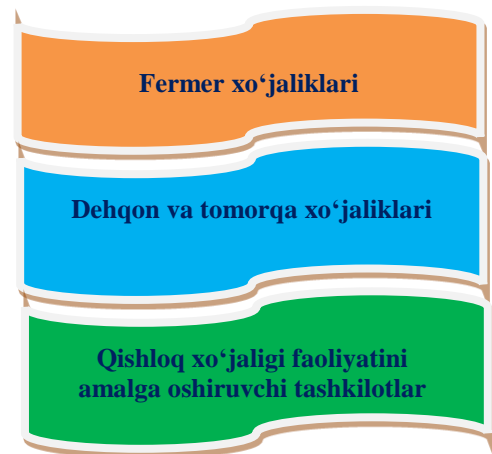 Fermer xo‘jaliklari
Dehqon va tomorqa xo‘jaliklari
Qishloq xo‘jaligi faoliyatini
amalga oshiruvchi tashkilotlar